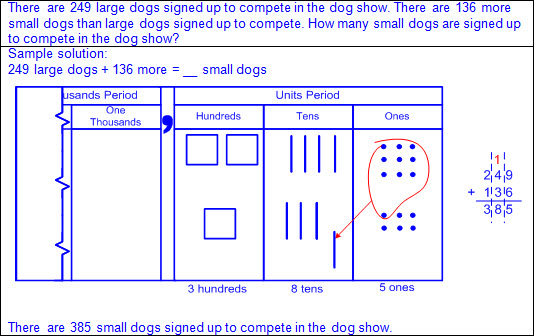 There are 249 large dogs signed up to compete in the dog show. There are 136 more
small dogs than large dogs signed up to compete. How many small dogs are signed up
to compete in the dog show?
Sample solution:
249 large dogs + 136 more = __ small dogs
usands Period
Units Period
One
Thousands
,
Hundreds
Tens
Ones
1
249
+ 136
385
3 hundreds
8 tens
5 ones
There are 385 small dogs signed up to compete in the dog show.